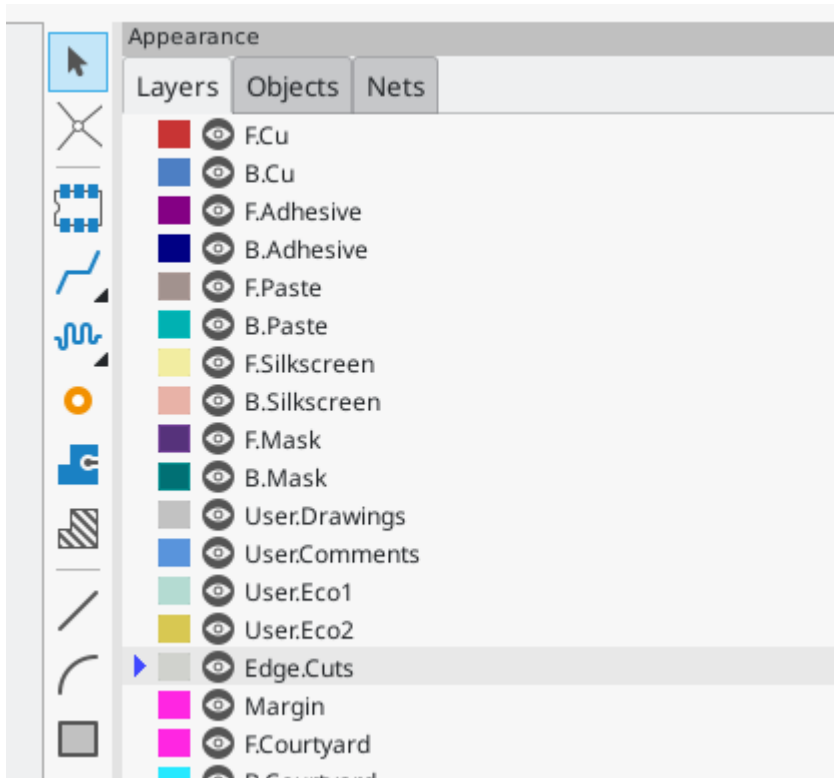 Appearance
Layers Objects Nets
F.Cu
B.Cu
F.Adhesive
B.Adhesive
F.Paste
B.Paste
F.Silkscreen
B.Silkscreen
F.Mask
B.Mask
User.Drawings
User.Comments
User.Eco1
User.Eco2
Edge.Cuts
Margin
F.Courtyard
B.Courtyard